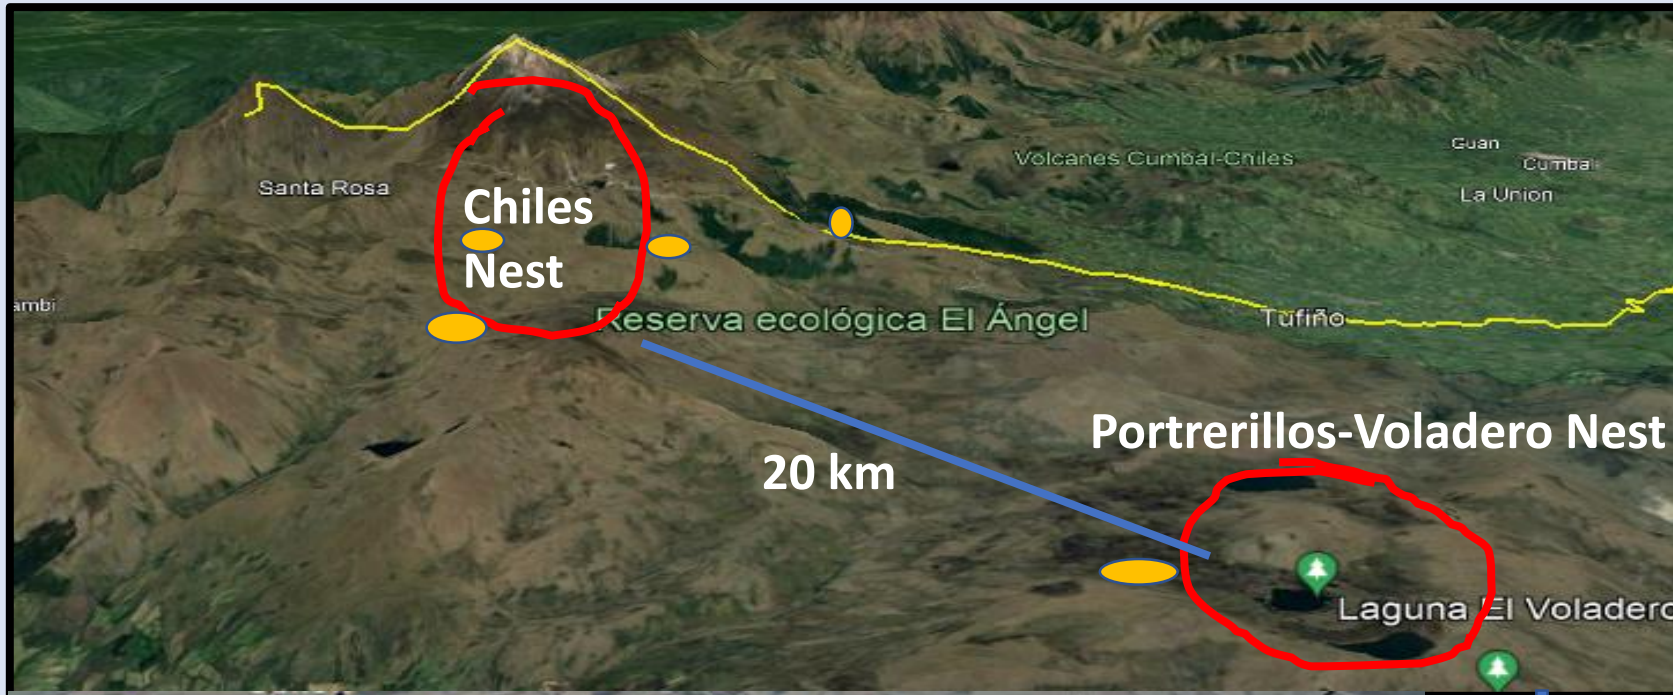 Guan
Volcanes Cumbal-Chiles
Cumbal
Santa Rosa
La Union
Chiles
Nest
ambi
Reserva ecológica El Ángel
Tufiño
Portrerillos-Voladero Nest
20 km
Laguna El Voladero